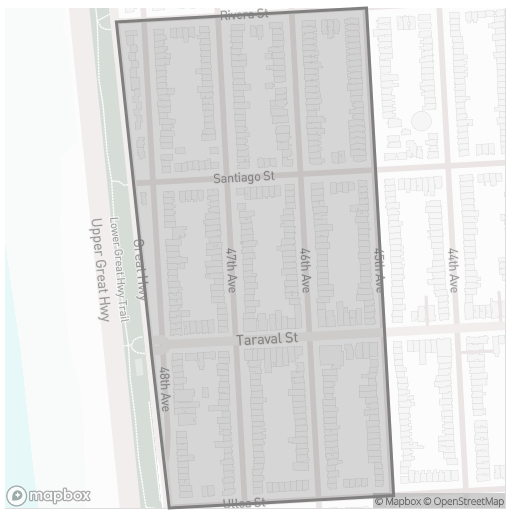 Rivera St
Santiago St
Upper Great Hwy
Lower Great Hwy Trail
Great Hwy
47th Ave
46th Ave
45th Ave
44th Ave
Taraval St
48th Ave
Ulloa St
mapbox
© Mapbox © OpenStreetMap